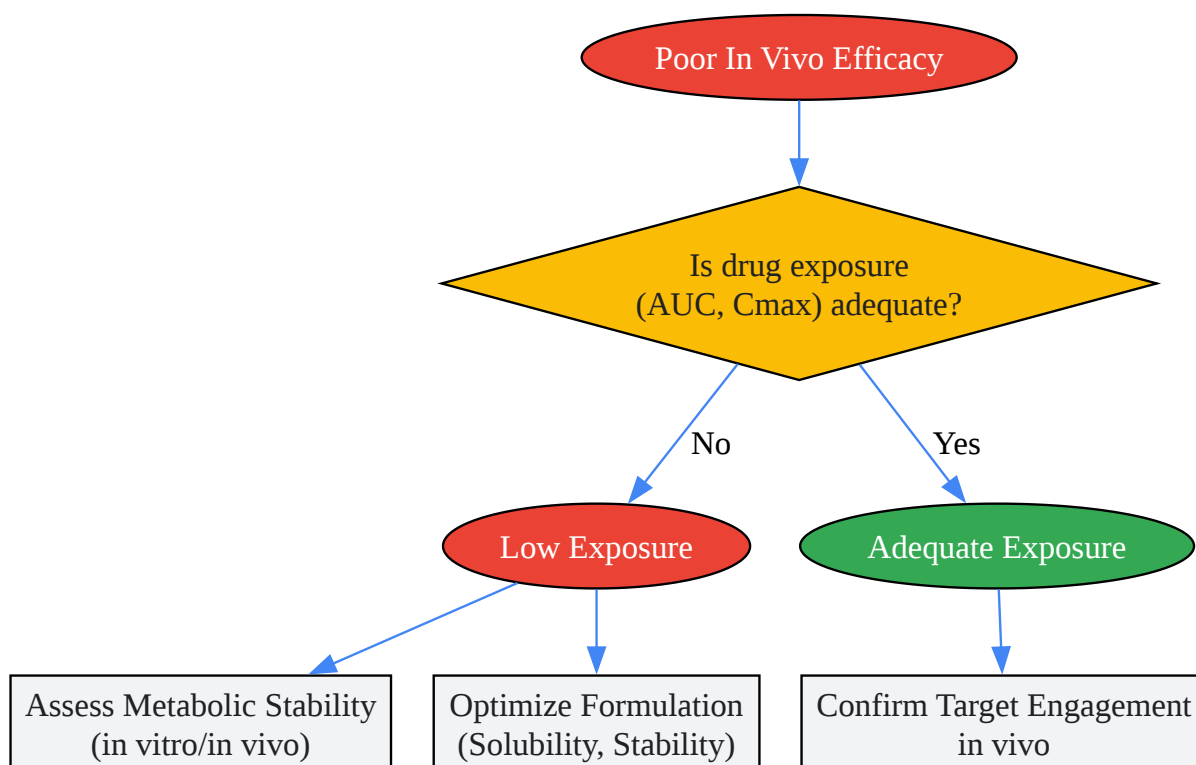 Poor In Vivo Efficacy
Is drug exposure
(AUC, Cmax) adequate?
No
Yes
Low Exposure
Adequate Exposure
Assess Metabolic Stability
(in vitro/in vivo)
Optimize Formulation
(Solubility, Stability)
Confirm Target Engagement
in vivo